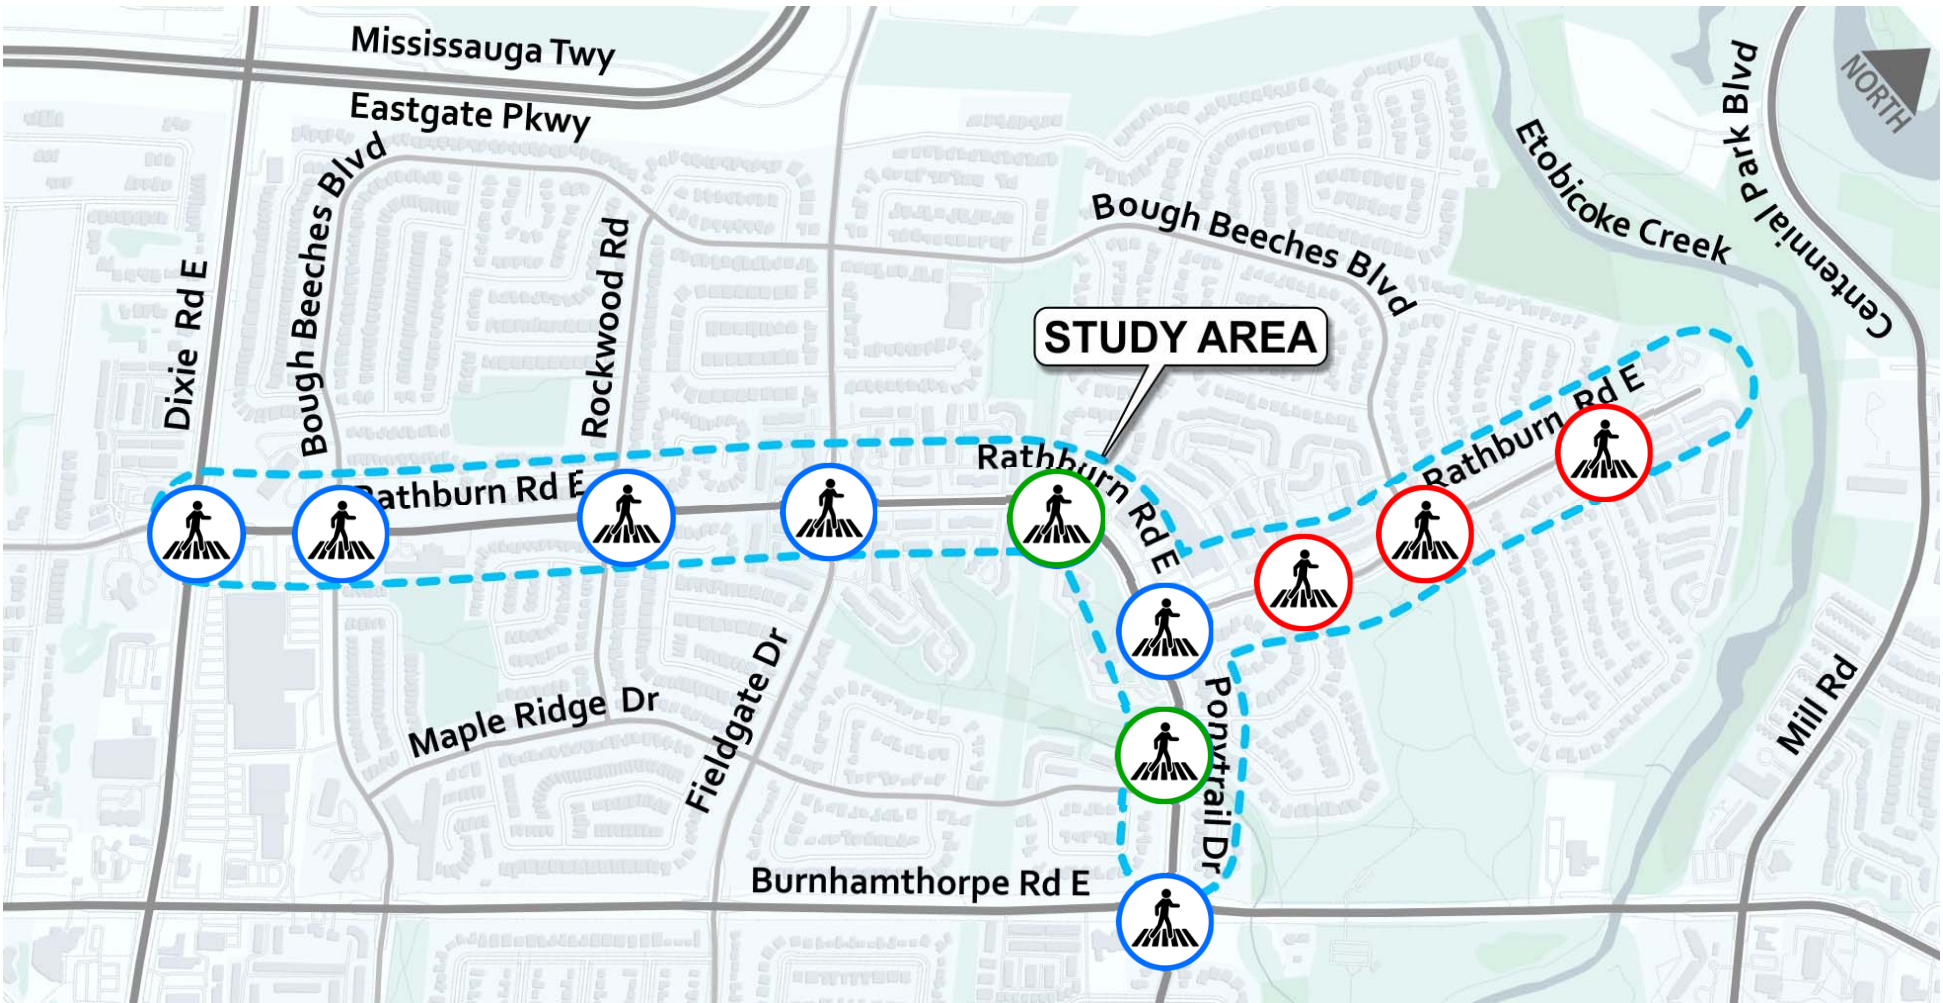 Mississauga Twy
Eastgate Pkwy
NORTH
Centennial Park Blvd
Etobicoke Creek
Bough Beeches Blvd
Bough Beeches Blvd
Rockwood Rd
Dixie Rd E
STUDY AREA
Rathburn Rd E
Rathburn Rd E
Rathburn Rd E
Maple Ridge Dr
Fieldgate Dr
Ponytrail Dr
Mill Rd
Burnhamthorpe Rd E